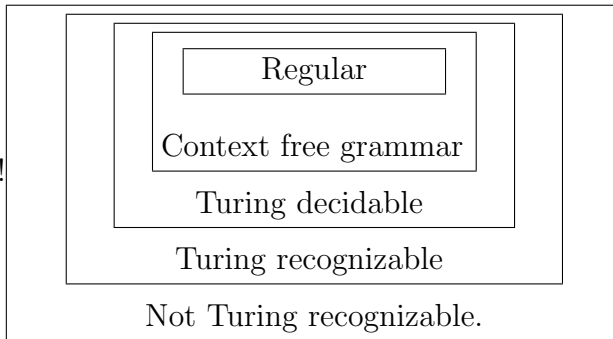 Regular
Context free grammar
!
Turing decidable
Turing recognizable
Not Turing recognizable.